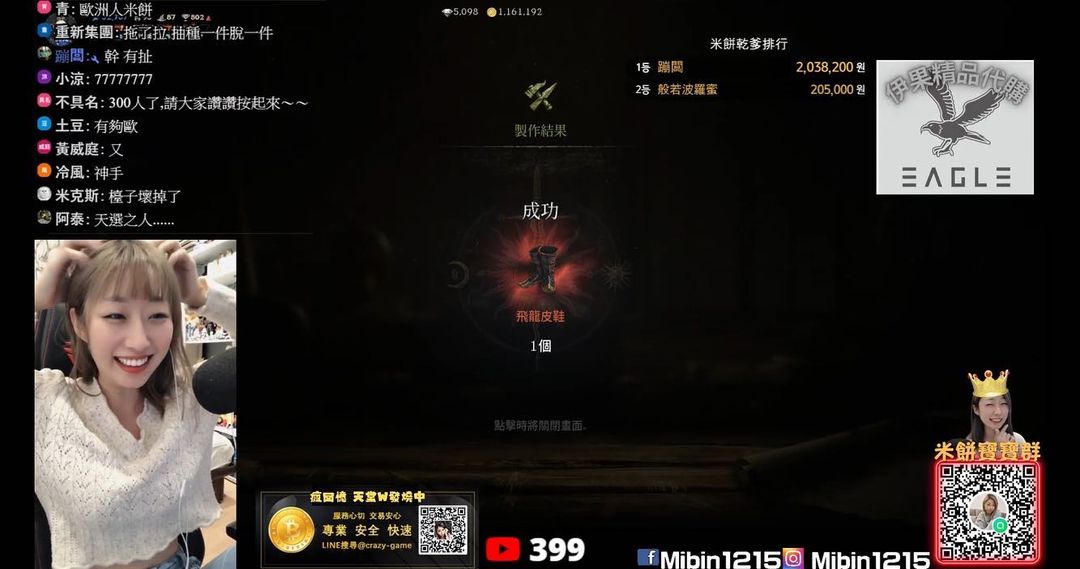 青: 歐洲人米餅
重新集團: 拖了拉,抽種一件脫一件
蹦闆: 幹 有扯
小涼: 77777777
不具名: 300人了,請大家讚讚按起來～～
土豆: 有夠歐
黃威庭: 又
冷風: 神手
米克斯: 檯子壞掉了
阿泰: 天選之人......
87
802
5,098
1,161,192
製作結果
成功
飛龍皮鞋
1個
點擊時將關閉畫面.
米餅乾爹排行
1등 蹦闆 2,038,200 원
2등 般若波羅蜜 205,000 원
伊果精品代購
EAGLE
米餅寶寶群
瘋回憶 天堂W發燒中
服務心切 交易安心
專業 安全 快速
LINE搜尋@crazy-game
399
Mibin1215
Mibin1215